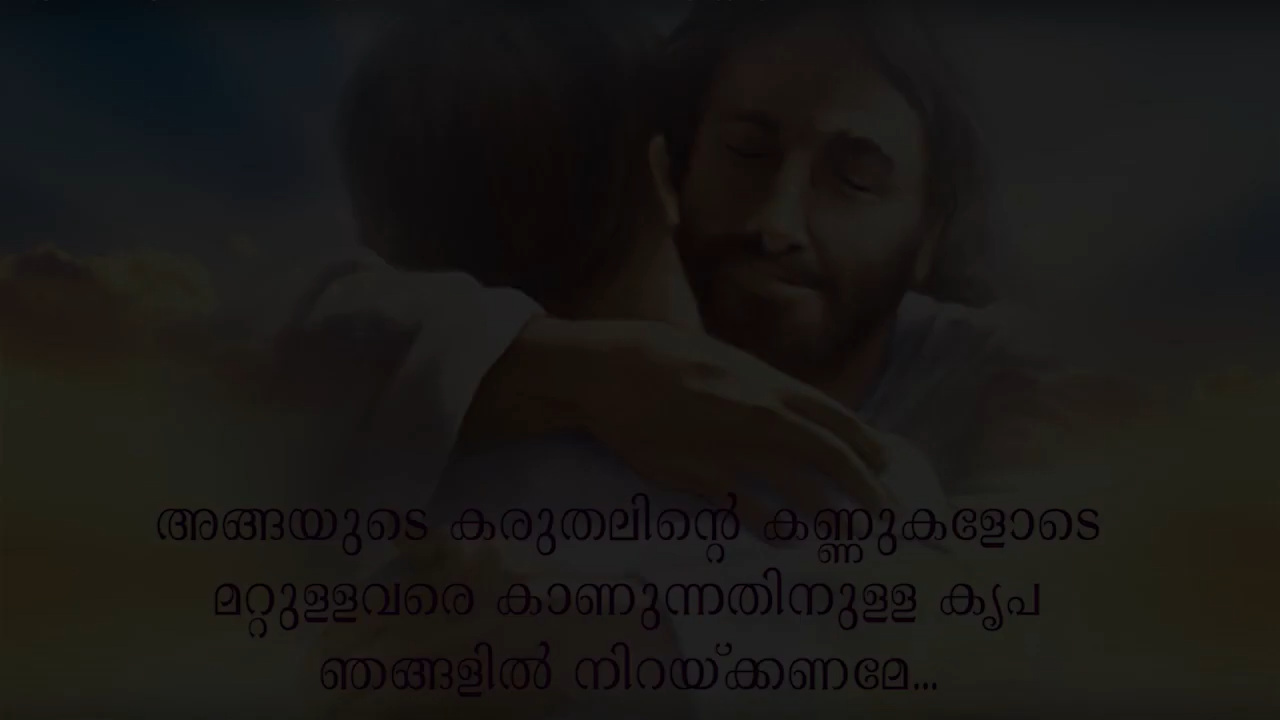 അങ്ങയുടെ കരുതലിന്റെ കണ്ണുകളോടെ
മറ്റുള്ളവരെ കാണുന്നതിനുള്ള കൃപ
ഞങ്ങളിൽ നിറയ്ക്കണമേ...